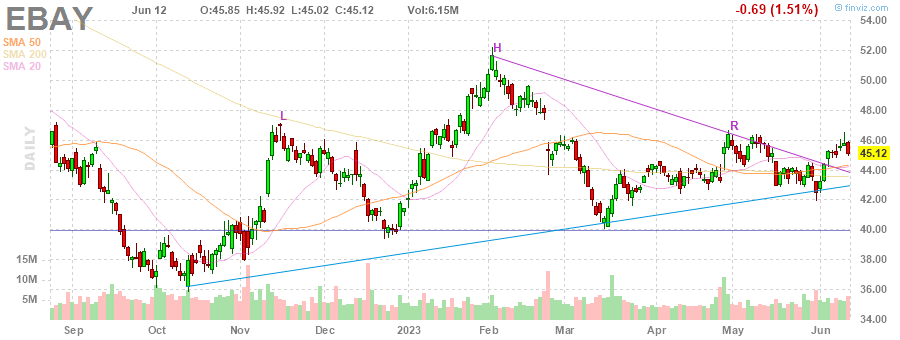 EBAY Jun 12 O:45.85 H:45.92 L:45.02 C:45.12 Vol:6.15M -0.69 (1.51%) © finviz.com
SMA 50
SMA 200
SMA 20
DAILY
54.00
52.00
50.00
48.00
46.00
45.12
44.00
42.00
40.00
38.00
36.00
34.00
15M
10M
5M
L
H
R
Sep Oct Nov Dec 2023 Feb Mar Apr May Jun